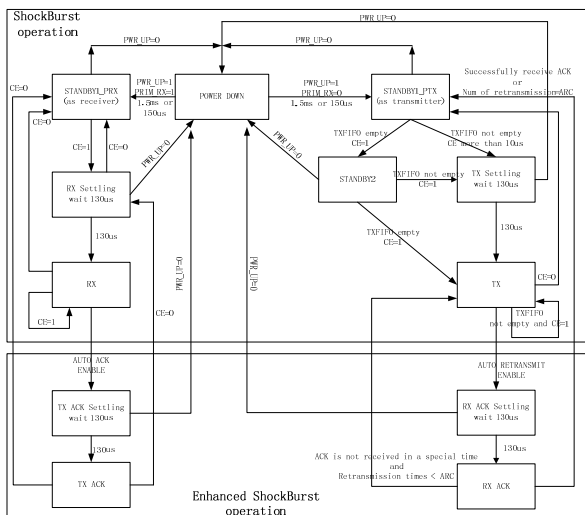 ShockBurst
operation
PWR_UP=0
PWR_UP=0
CE=0
STANDBY1_PRX
(as receiver)
PWR_UP=1
PRIM_RX=1
1.5ms or
150us
POWER DOWN
PWR_UP=1
PRIM_RX=0
1.5ms or 150us
STANDBY1_PTX
(as transmitter)
Successfully receive ACK
or
Num of retransmission=ARC
CE=0
CE=1
CE=0
PWR_UP=0
PWR_UP=0
TXFIFO empty
CE=1
TXFIFO not empty
CE more than 10us
RX Settling
wait 130us
STANDBY2
TXFIFO not empty
CE=1
TX Settling
wait 130us
130us
TXFIFO empty
CE=1
130us
PWR_UP=0
PWR_UP=0
CE=0
RX
TX
CE=0
CE=1
TXFIFO
not empty and CE=1
AUTO ACK
ENABLE
AUTO RETRANSMIT
ENABLE
TX ACK Settling
wait 130us
RX ACK Settling
wait 130us
130us
130us
ACK is not received in a special time
and
Retransmission times < ARC
TX ACK
RX ACK
Enhanced ShockBurst
operation